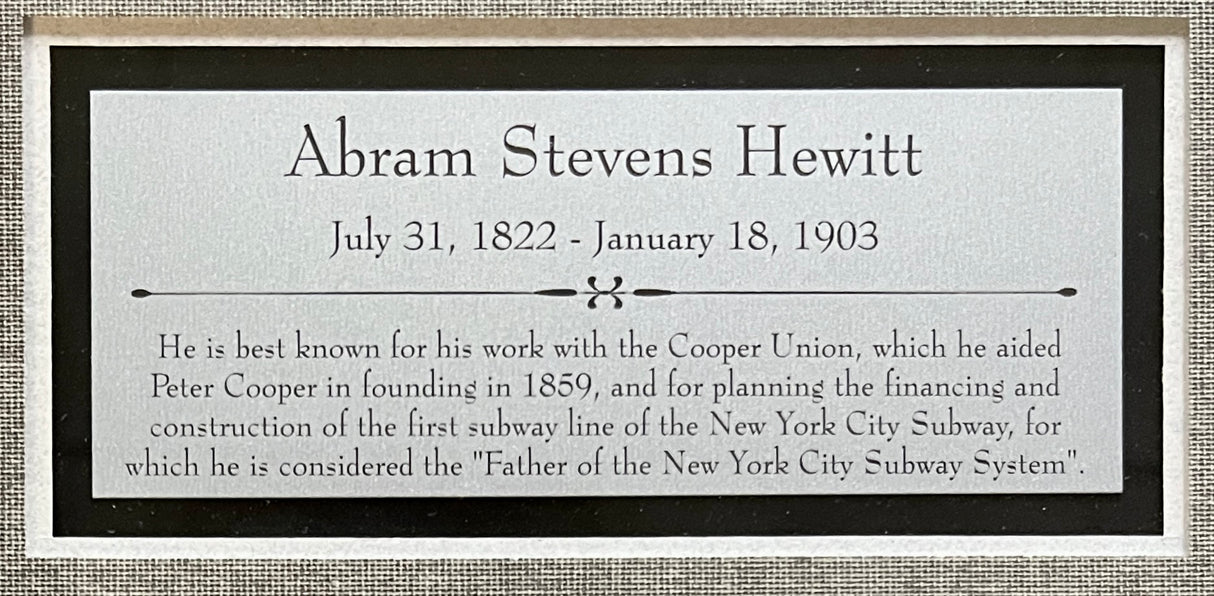 Abram Stevens Hewitt
July 31, 1822 - January 18, 1903
He is best known for his work with the Cooper Union, which he aided
Peter Cooper in founding in 1859, and for planning the financing and
construction of the first subway line of the New York City Subway, for
which he is considered the "Father of the New York City Subway System".